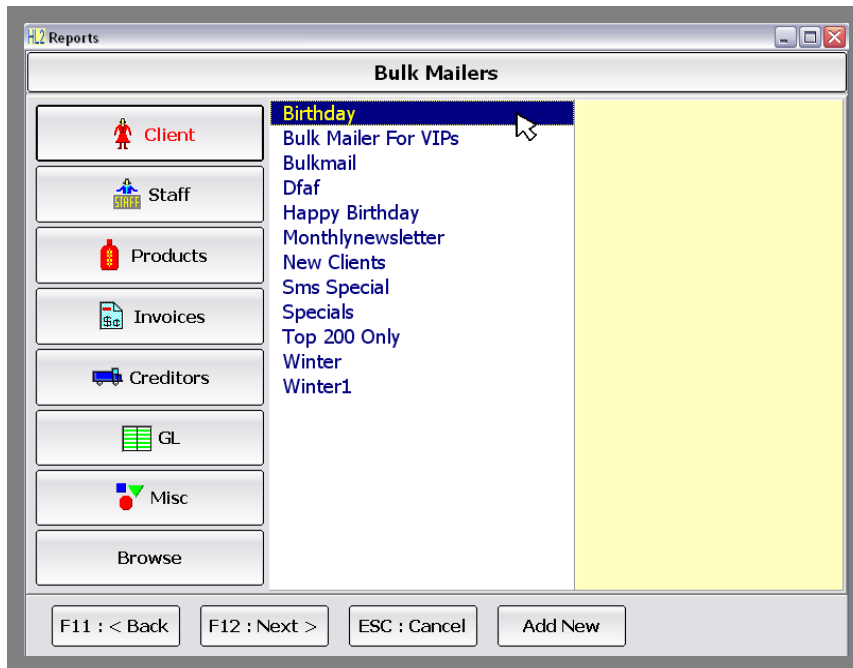 HL2 Reports
Bulk Mailers
Client
STAFF Staff
Products
$¢ Invoices
Creditors
GL
Misc
Browse
Birthday
Bulk Mailer For VIPs
Bulkmail
Dfaf
Happy Birthday
Monthlynewsletter
New Clients
Sms Special
Specials
Top 200 Only
Winter
Winter1
F11 : < Back
F12 : Next >
ESC : Cancel
Add New